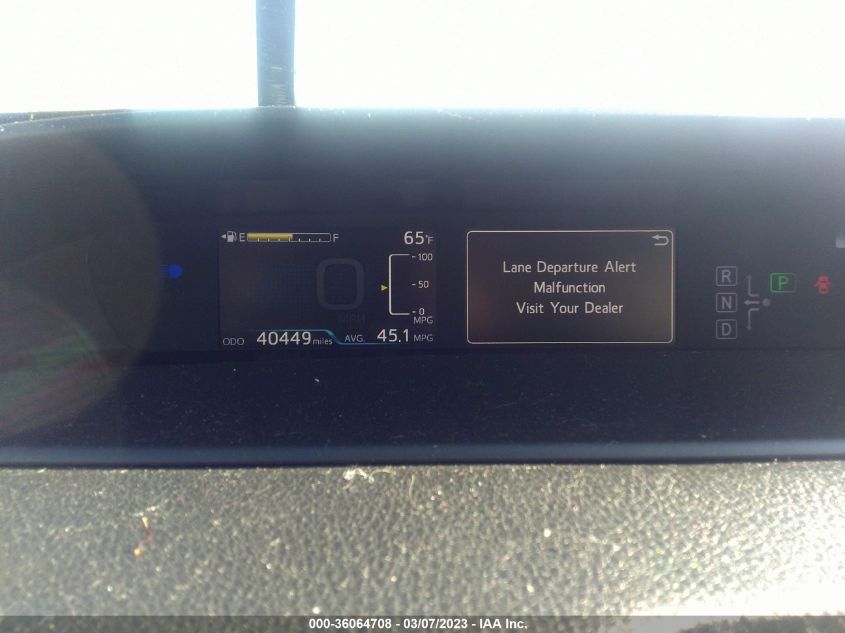 E F 65°F
100
0 50
MPH 0
MPG
ODO 40449 miles AVG. 45.1 MPG
Lane Departure Alert
Malfunction
Visit Your Dealer
R
P
N
D
000-36064708 - 03/07/2023 - IAA Inc.